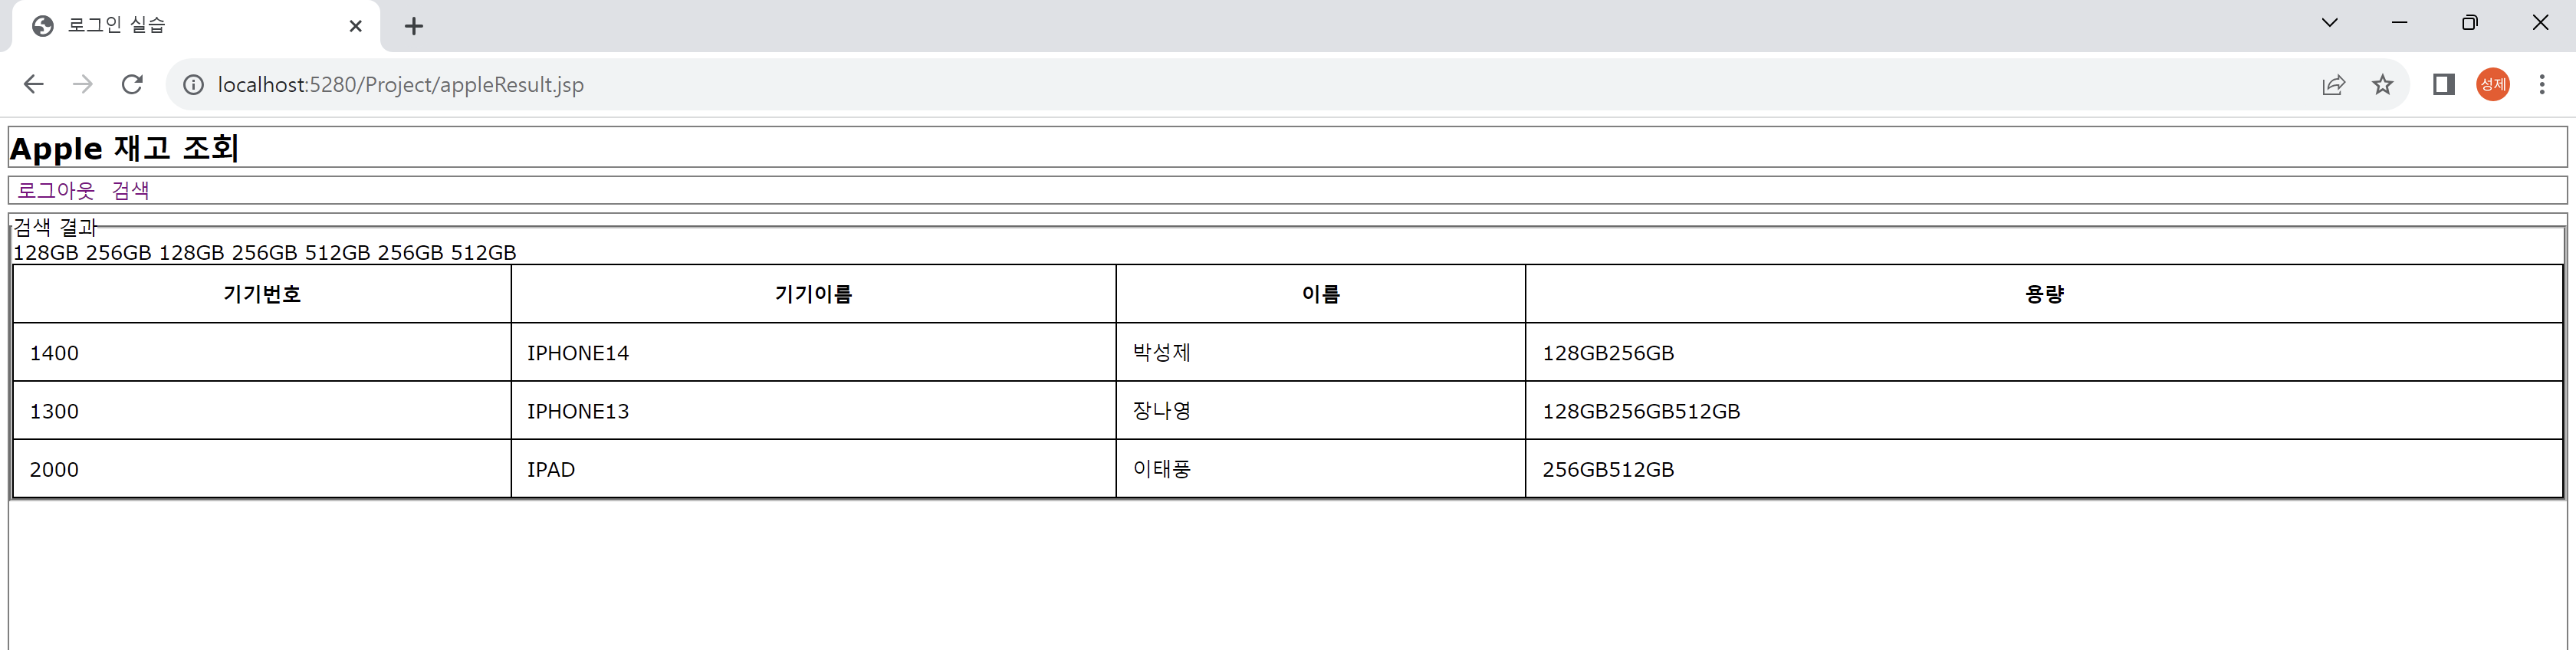 로그인 실습
localhost:5280/Project/appleResult.jsp
성제
Apple 재고 조회
로그아웃 검색
검색 결과
128GB 256GB 128GB 256GB 512GB 256GB 512GB
기기번호 기기이름 이름 용량
1400 IPHONE14 박성제 128GB256GB
1300 IPHONE13 장나영 128GB256GB512GB
2000 IPAD 이태풍 256GB512GB